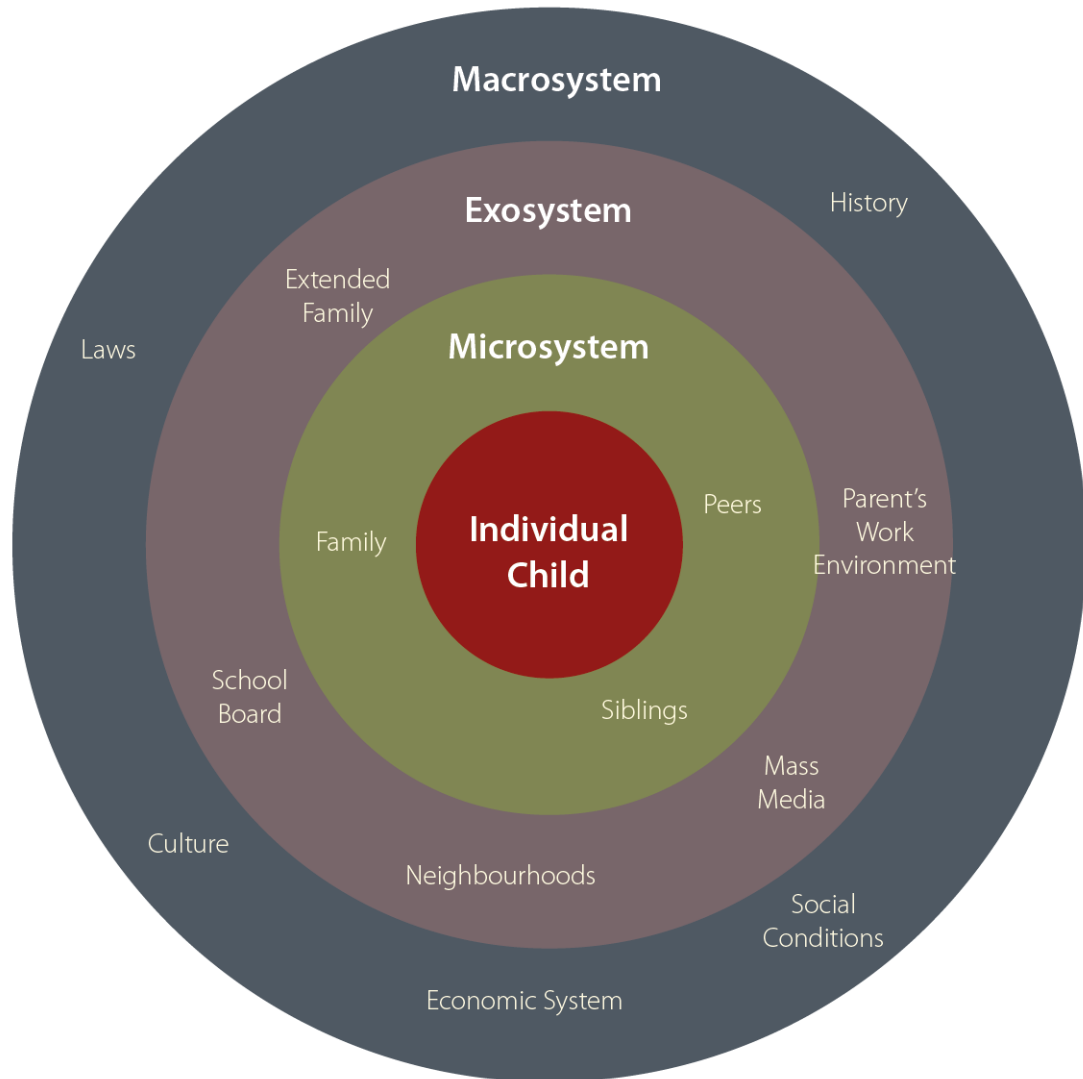 Macrosystem
History
Exosystem
Extended
Family
Laws
Microsystem
Peers
Parent’s
Work
Environment
Individual
Child
Family
School
Board
Siblings
Mass
Media
Culture
Neighbourhoods
Social
Conditions
Economic System